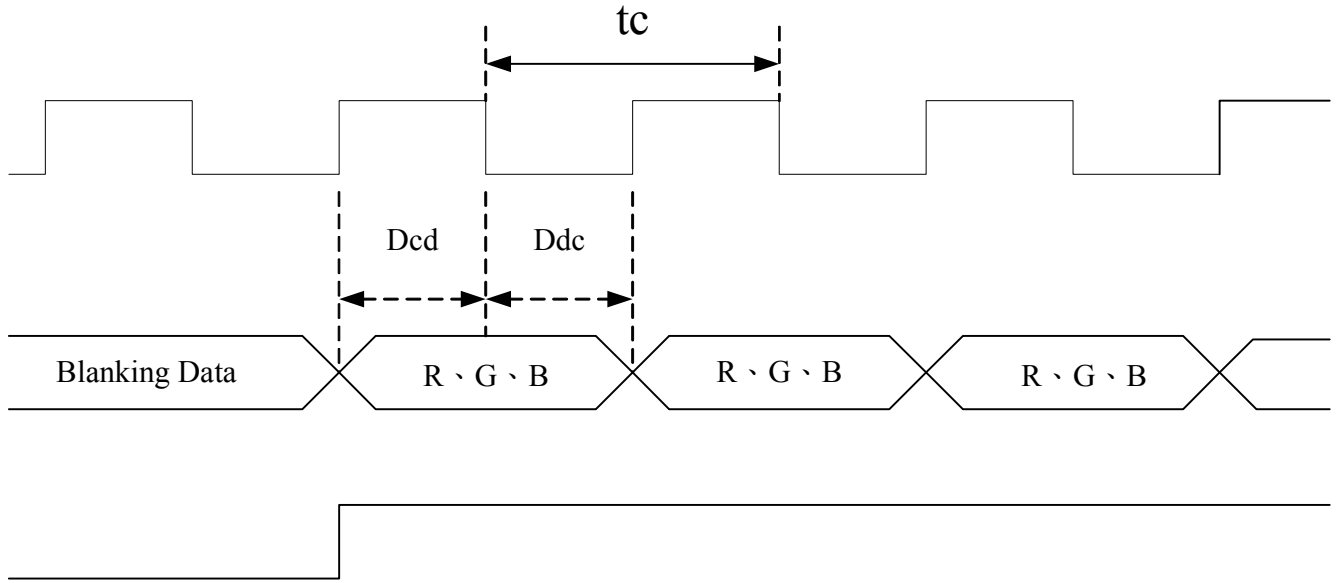 tc
Dcd
Ddc
Blanking Data
R、G、B
R、G、B
R、G、B